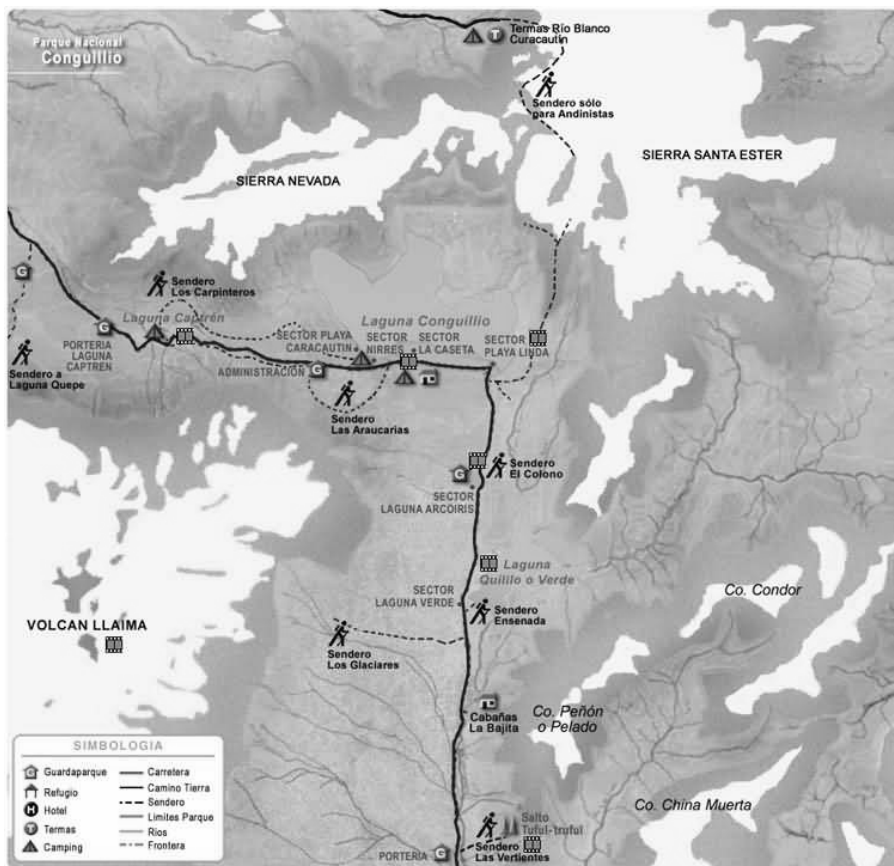 Parque Nacional
Conguillío
Termas Río Blanco
Curacautín
Sendero sólo
para Andinistas
SIERRA SANTA ESTER
SIERRA NEVADA
Sendero
Los Carpinteros
Laguna Captrén
Laguna Conguillio
PORTERIA
LAGUNA
CAPTREN
SECTOR PLAYA
CARACAUTIN
SECTOR
ÑIRRES
SECTOR
LA CASETA
SECTOR
PLAYA LINDA
Sendero a
Laguna Quepe
ADMINISTRACIÓN
Sendero
Las Araucarias
Sendero
El Colono
SECTOR
LAGUNA ARCOIRIS
Laguna
Quililo o Verde
SECTOR
LAGUNA VERDE
Sendero
Ensenada
Co. Condor
VOLCAN LLAIMA
Sendero
Los Glaciares
Cabañas
La Bajita
Co. Peñón
o Pelado
Co. China Muerta
Salto
Tuful-truful
Sendero
Las Vertientes
PORTERIA
SIMBOLOGIA
G Guardaparque
Refugio
H Hotel
T Termas
Camping
Carretera
Camino Tierra
Sendero
Limites Parque
Rios
Frontera